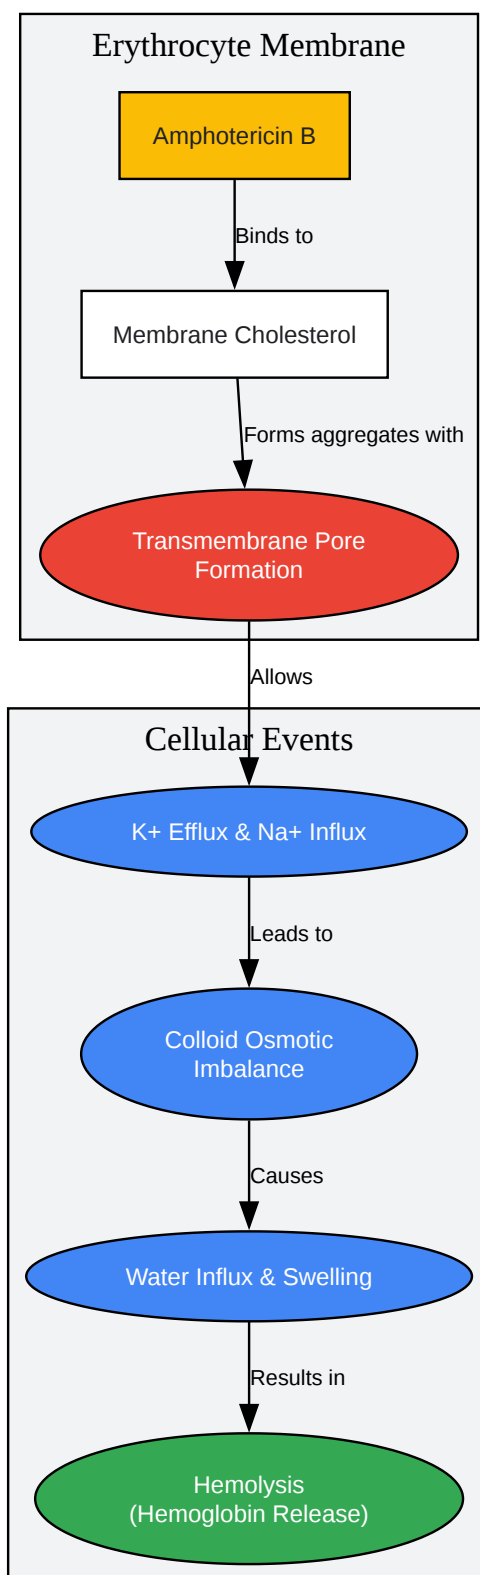 Erythrocyte Membrane
Amphotericin B
Binds to
Membrane Cholesterol
Forms aggregates with
Transmembrane Pore
Formation
Allows
Cellular Events
K+ Efflux & Na+ Influx
Leads to
Colloid Osmotic
Imbalance
Causes
Water Influx & Swelling
Results in
Hemolysis
(Hemoglobin Release)